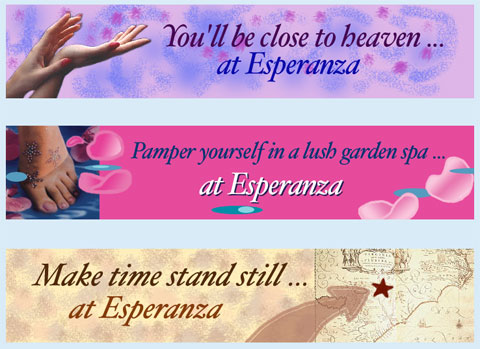 You'll be close to heaven ...
at Esperanza
Pamper yourself in a lush garden spa ...
at Esperanza
Make time stand still ...
at Esperanza